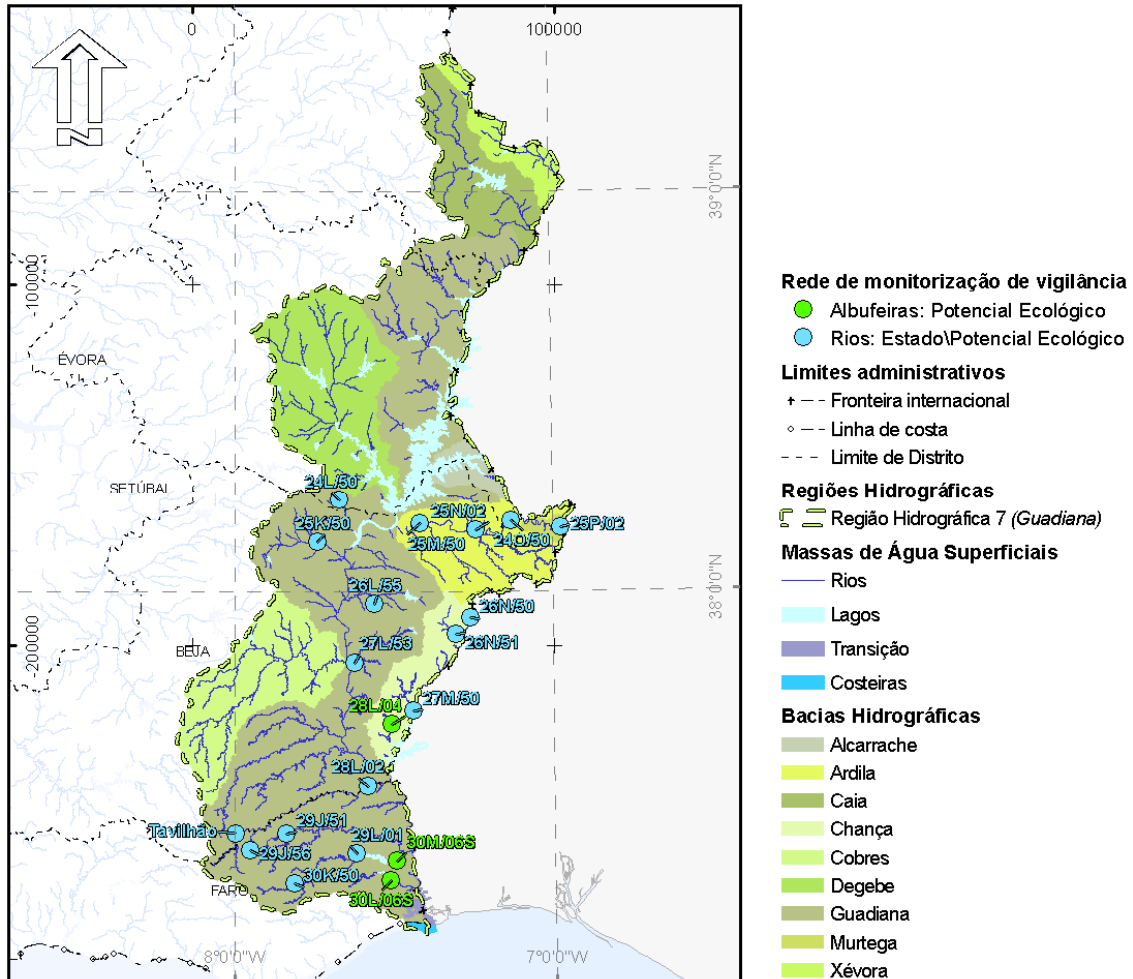 0
100000
N
39°0'0"N
-100000
ÉVORA
SETÚBAL
24L/50
25K/50
25N/02
25M/50
24O/50
25P/02
38°0'0"N
26L/55
26N/50
26N/51
BEJA
-200000
27L/53
27M/50
28L/04
28L/02
Tavilhão
29J/51
29L/01
30M/06S
29J/56
30K/50
30L/06S
FARO
8°0'0"W
7°0'0"W
Rede de monitorização de vigilância
Albufeiras: Potencial Ecológico
Rios: Estado\Potencial Ecológico
Limites administrativos
Fronteira internacional
Linha de costa
Limite de Distrito
Regiões Hidrográficas
Região Hidrográfica 7 (Guadiana)
Massas de Água Superficiais
Rios
Lagos
Transição
Costeiras
Bacias Hidrográficas
Alcarrache
Ardila
Caia
Chança
Cobres
Degebe
Guadiana
Murtega
Xévora